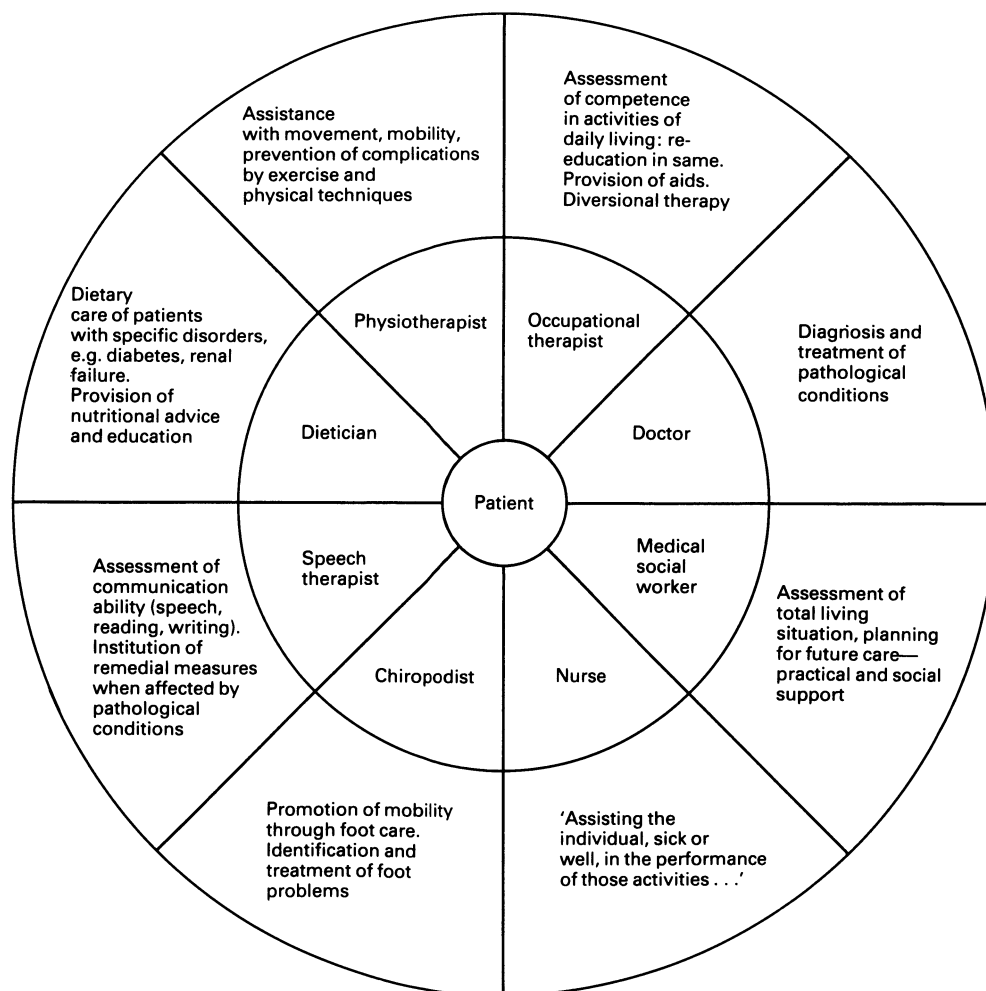 Assistance
with movement, mobility,
prevention of complications
by exercise and
physical techniques
Assessment
of competence
in activities of
daily living: re-
education in same.
Provision of aids.
Diversional therapy
Dietary
care of patients
with specific disorders,
e.g. diabetes, renal
failure.
Provision of
nutritional advice
and education
Physiotherapist
Occupational
therapist
Diagnosis and
treatment of
pathological
conditions
Dietician
Doctor
Patient
Speech
therapist
Medical
social
worker
Assessment of
communication
ability (speech,
reading, writing).
Institution of
remedial measures
when affected by
pathological
conditions
Chiropodist
Nurse
Assessment of
total living
situation, planning
for future care—
practical and social
support
Promotion of mobility
through foot care.
Identification and
treatment of foot
problems
‘Assisting the
individual, sick or
well, in the performance
of those activities . . .’